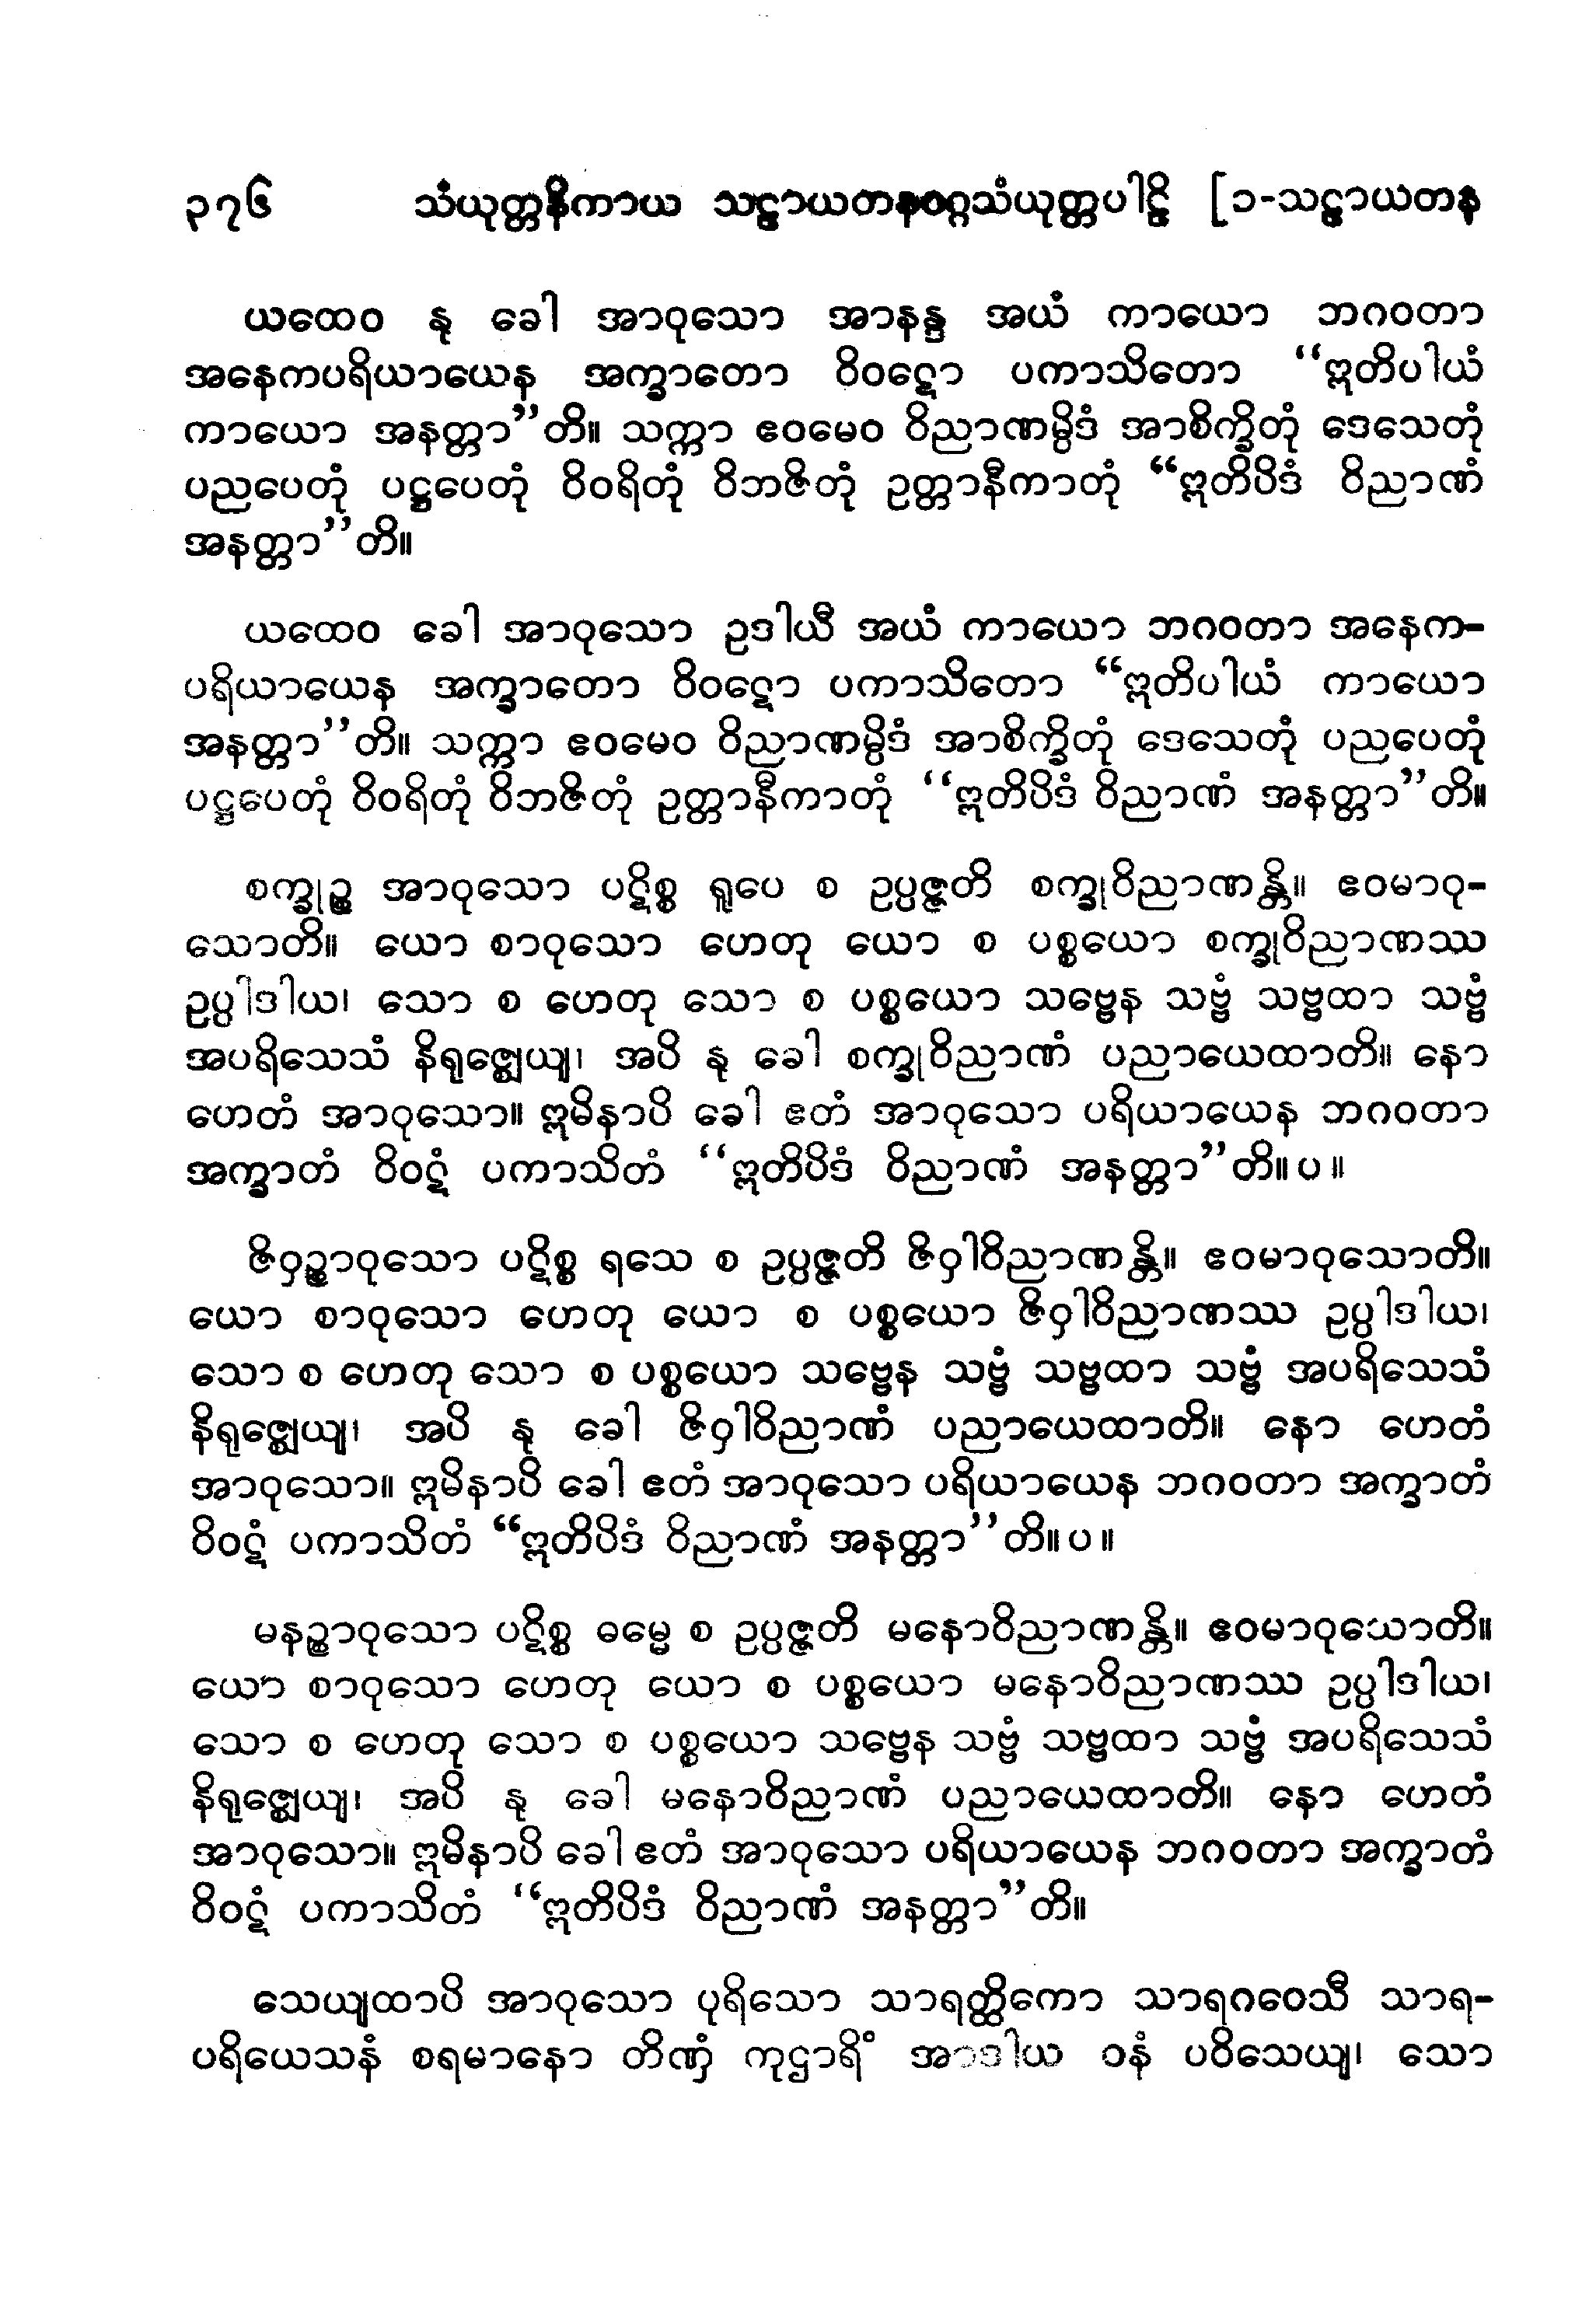 ၃၇၆ သံယုတ္တနိကာယ သဠာယတနဝဂ္ဂသံယုတ္တပါဠိ [၁-သဠာယတန
ယထေဝ နု ခေါ အာဝုသော အာနန္ဒ အယံ ကာယော ဘဂဝတာ
အနေကပရိယာယေန အက္ခာတော ဝိဝဋော ပကာသိတော “ဣတိပါယံ
ကာယော အနတ္တာ”တိ။ သက္ကာ ဧဝမေဝ ဝိညာဏမ္ပိဒံ အာစိက္ခိတုံ ဒေသေတုံ
ပညပေတုံ ပဋ္ဌပေတုံ ဝိဝရိတုံ ဝိဘဇိတုံ ဥတ္တာနီကာတုံ “ဣတိပိဒံ ဝိညာဏံ
အနတ္တာ”တိ။
ယထေဝ ခေါ အာဝုသော ဥဒါယီ အယံ ကာယော ဘဂဝတာ အနေက-
ပရိယာယေန အက္ခာတော ဝိဝဋော ပကာသိတော “ဣတိပါယံ ကာယော
အနတ္တာ”တိ။ သက္ကာ ဧဝမေဝ ဝိညာဏမ္ပိဒံ အာစိက္ခိတုံ ဒေသေတုံ ပညပေတုံ
ပဋ္ဌပေတုံ ဝိဝရိတုံ ဝိဘဇိတုံ ဥတ္တာနီကာတုံ “ဣတိပိဒံ ဝိညာဏံ အနတ္တာ”တိ။
စက္ခုဉ္စ အာဝုသော ပဋိစ္စ ရူပေ စ ဥပ္ပဇ္ဇတိ စက္ခုဝိညာဏန္တိ။ ဧဝမာဝု-
သောတိ။ ယော စာဝုသော ဟေတု ယော စ ပစ္စယော စက္ခုဝိညာဏဿ
ဥပ္ပါဒါယ၊ သော စ ဟေတု သော စ ပစ္စယော သဗ္ဗေန သဗ္ဗံ သဗ္ဗထာ သဗ္ဗံ
အပရိသေသံ နိရုဇ္ဈေယျ၊ အပိ နု ခေါ စက္ခုဝိညာဏံ ပညာယေထာတိ။ နော
ဟေတံ အာဝုသော။ ဣမိနာပိ ခေါ ဧတံ အာဝုသော ပရိယာယေန ဘဂဝတာ
အက္ခာတံ ဝိဝဋံ ပကာသိတံ “ဣတိပိဒံ ဝိညာဏံ အနတ္တာ”တိ။ ပ ။
ဇိဝှဉ္စာဝုသော ပဋိစ္စ ရသေ စ ဥပ္ပဇ္ဇတိ ဇိဝှါဝိညာဏန္တိ။ ဧဝမာဝုသောတိ။
ယော စာဝုသော ဟေတု ယော စ ပစ္စယော ဇိဝှါဝိညာဏဿ ဥပ္ပါဒါယ၊
သော စ ဟေတု သော စ ပစ္စယော သဗ္ဗေန သဗ္ဗံ သဗ္ဗထာ သဗ္ဗံ အပရိသေသံ
နိရုဇ္ဈေယျ၊ အပိ နု ခေါ ဇိဝှါဝိညာဏံ ပညာယေထာတိ။ နော ဟေတံ
အာဝုသော။ ဣမိနာပိ ခေါ ဧတံ အာဝုသော ပရိယာယေန ဘဂဝတာ အက္ခာတံ
ဝိဝဋံ ပကာသိတံ “ဣတိပိဒံ ဝိညာဏံ အနတ္တာ”တိ။ ပ ။
မနဉ္စာဝုသော ပဋိစ္စ ဓမ္မေ စ ဥပ္ပဇ္ဇတိ မနောဝိညာဏန္တိ။ ဧဝမာဝုသောတိ။
ယော စာဝုသော ဟေတု ယော စ ပစ္စယော မနောဝိညာဏဿ ဥပ္ပါဒါယ၊
သော စ ဟေတု သော စ ပစ္စယော သဗ္ဗေန သဗ္ဗံ သဗ္ဗထာ သဗ္ဗံ အပရိသေသံ
နိရုဇ္ဈေယျ၊ အပိ နု ခေါ မနောဝိညာဏံ ပညာယေထာတိ။ နော ဟေတံ
အာဝုသော။ ဣမိနာပိ ခေါ ဧတံ အာဝုသော ပရိယာယေန ဘဂဝတာ အက္ခာတံ
ဝိဝဋံ ပကာသိတံ “ဣတိပိဒံ ဝိညာဏံ အနတ္တာ”တိ။
သေယျထာပိ အာဝုသော ပုရိသော သာရတ္ထိကော သာရဂဝေသီ သာရ-
ပရိယေသနံ စရမာနော တိဏှံ ကုဌာရိံ အာဒါယ ဝနံ ပဝိသေယျ၊ သော